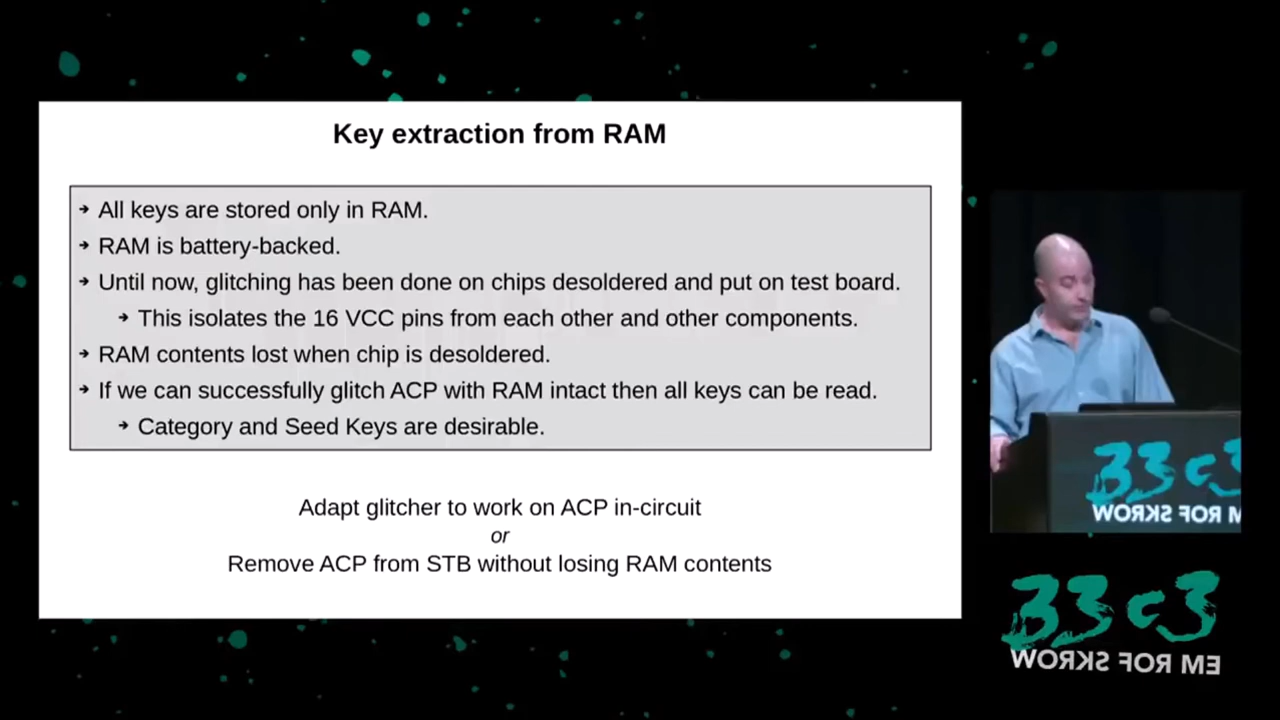 Key extraction from RAM
All keys are stored only in RAM.
RAM is battery-backed.
Until now, glitching has been done on chips desoldered and put on test board.
This isolates the 16 VCC pins from each other and other components.
RAM contents lost when chip is desoldered.
If we can successfully glitch ACP with RAM intact then all keys can be read.
Category and Seed Keys are desirable.
Adapt glitcher to work on ACP in-circuit
or
Remove ACP from STB without losing RAM contents
33c3
WORKS FOR M
33c3
WORKS FOR ME